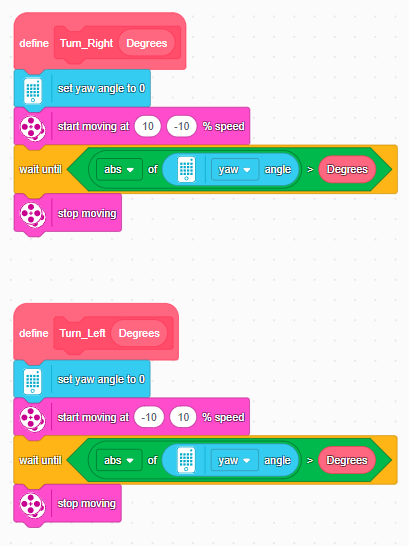 define Turn_Right Degrees
set yaw angle to 0
start moving at 10 -10 % speed
wait until abs of yaw angle > Degrees
stop moving
define Turn_Left Degrees
set yaw angle to 0
start moving at -10 10 % speed
wait until abs of yaw angle > Degrees
stop moving